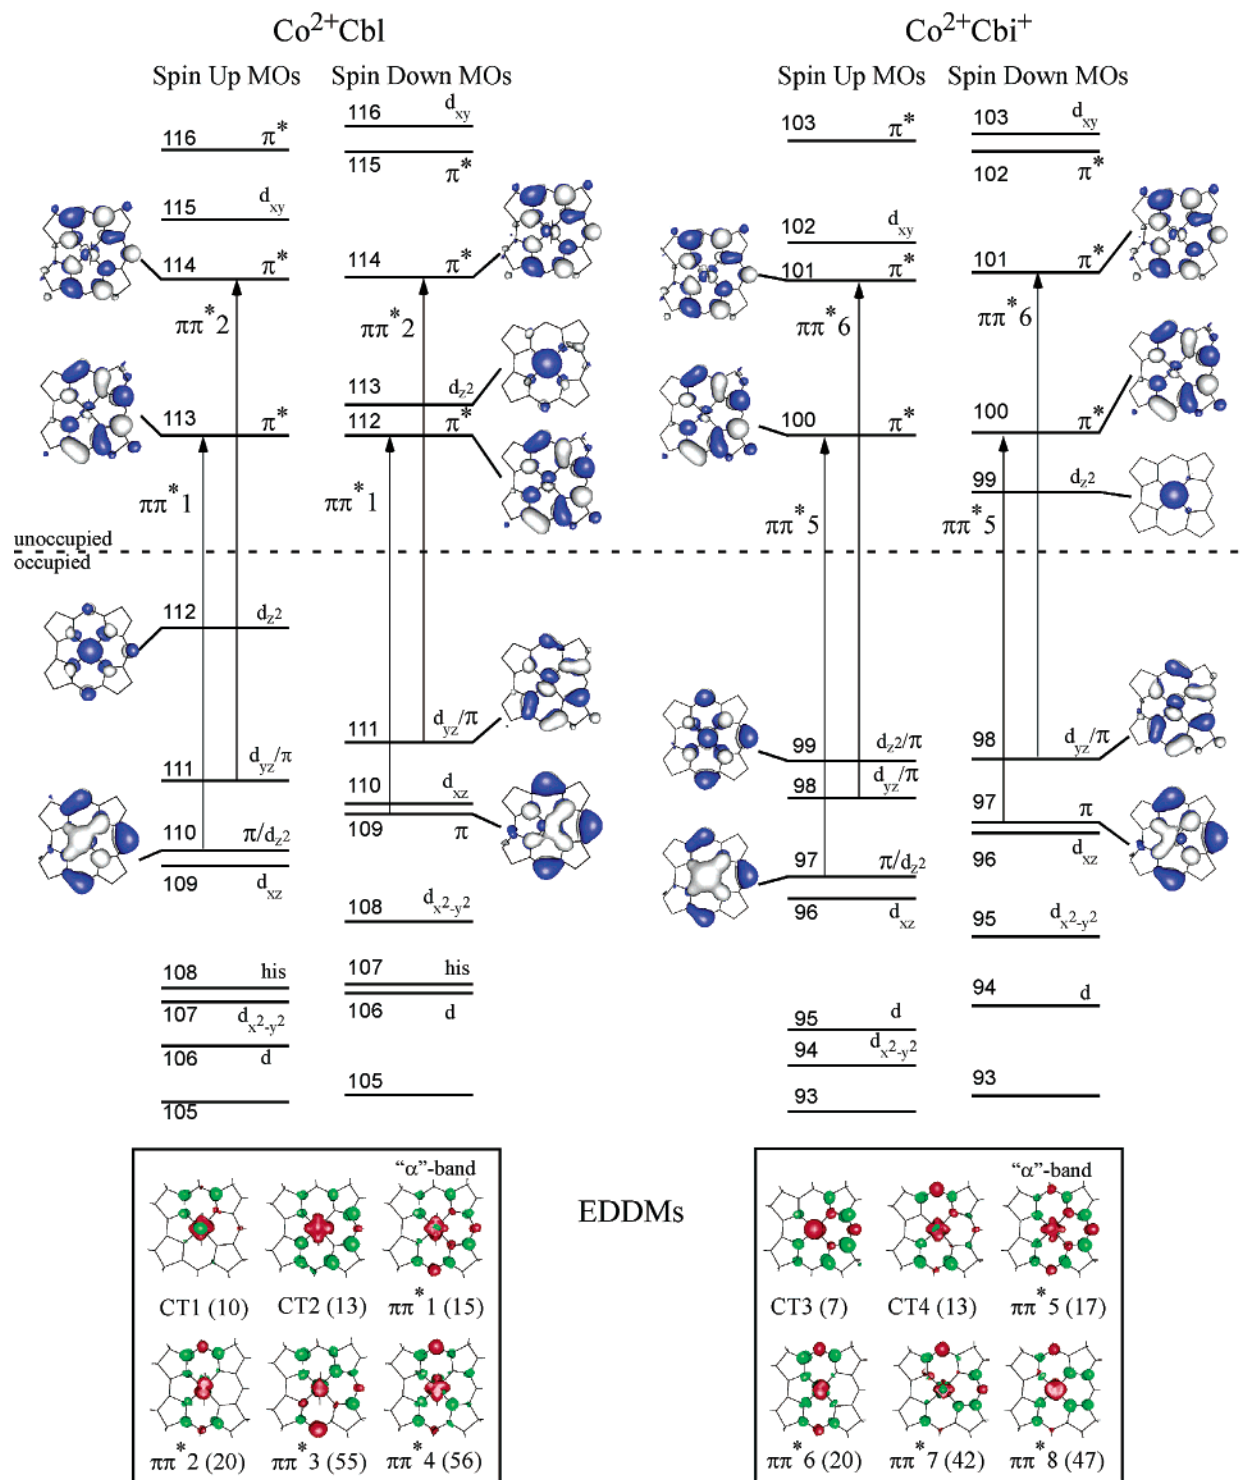 Co2+Cbl
Spin Up MOs
Spin Down MOs
116 π*
115 dxy
114 π*
ππ*2
113 π*
ππ*1
112 dz2
111 dyz/π
110 π/dz2
109 dxz
108 his
107 dx2-y2
106 d
105
116 dxy
115 π*
114 π*
ππ*2
113 dz2
112 π*
ππ*1
111 dyz/π
110 dxz
109 π
108 dx2-y2
107 his
106 d
105
unoccupied
occupied
Co2+Cbi+
Spin Up MOs
Spin Down MOs
103 π*
102 dxy
101 π*
ππ*6
100 π*
ππ*5
99 dz2/π
98 dyz/π
97 π/dz2
96 dxz
95 d
94 dx2-y2
93
103 dxy
102 π*
101 π*
ππ*6
100 π*
99 dz2
ππ*5
98 dyz/π
97 π
96 dxz
95 dx2-y2
94 d
93
"α"-band
CT1 (10) CT2 (13) ππ*1 (15)
ππ*2 (20) ππ*3 (55) ππ*4 (56)
EDDMs
"α"-band
CT3 (7) CT4 (13) ππ*5 (17)
ππ*6 (20) ππ*7 (42) ππ*8 (47)